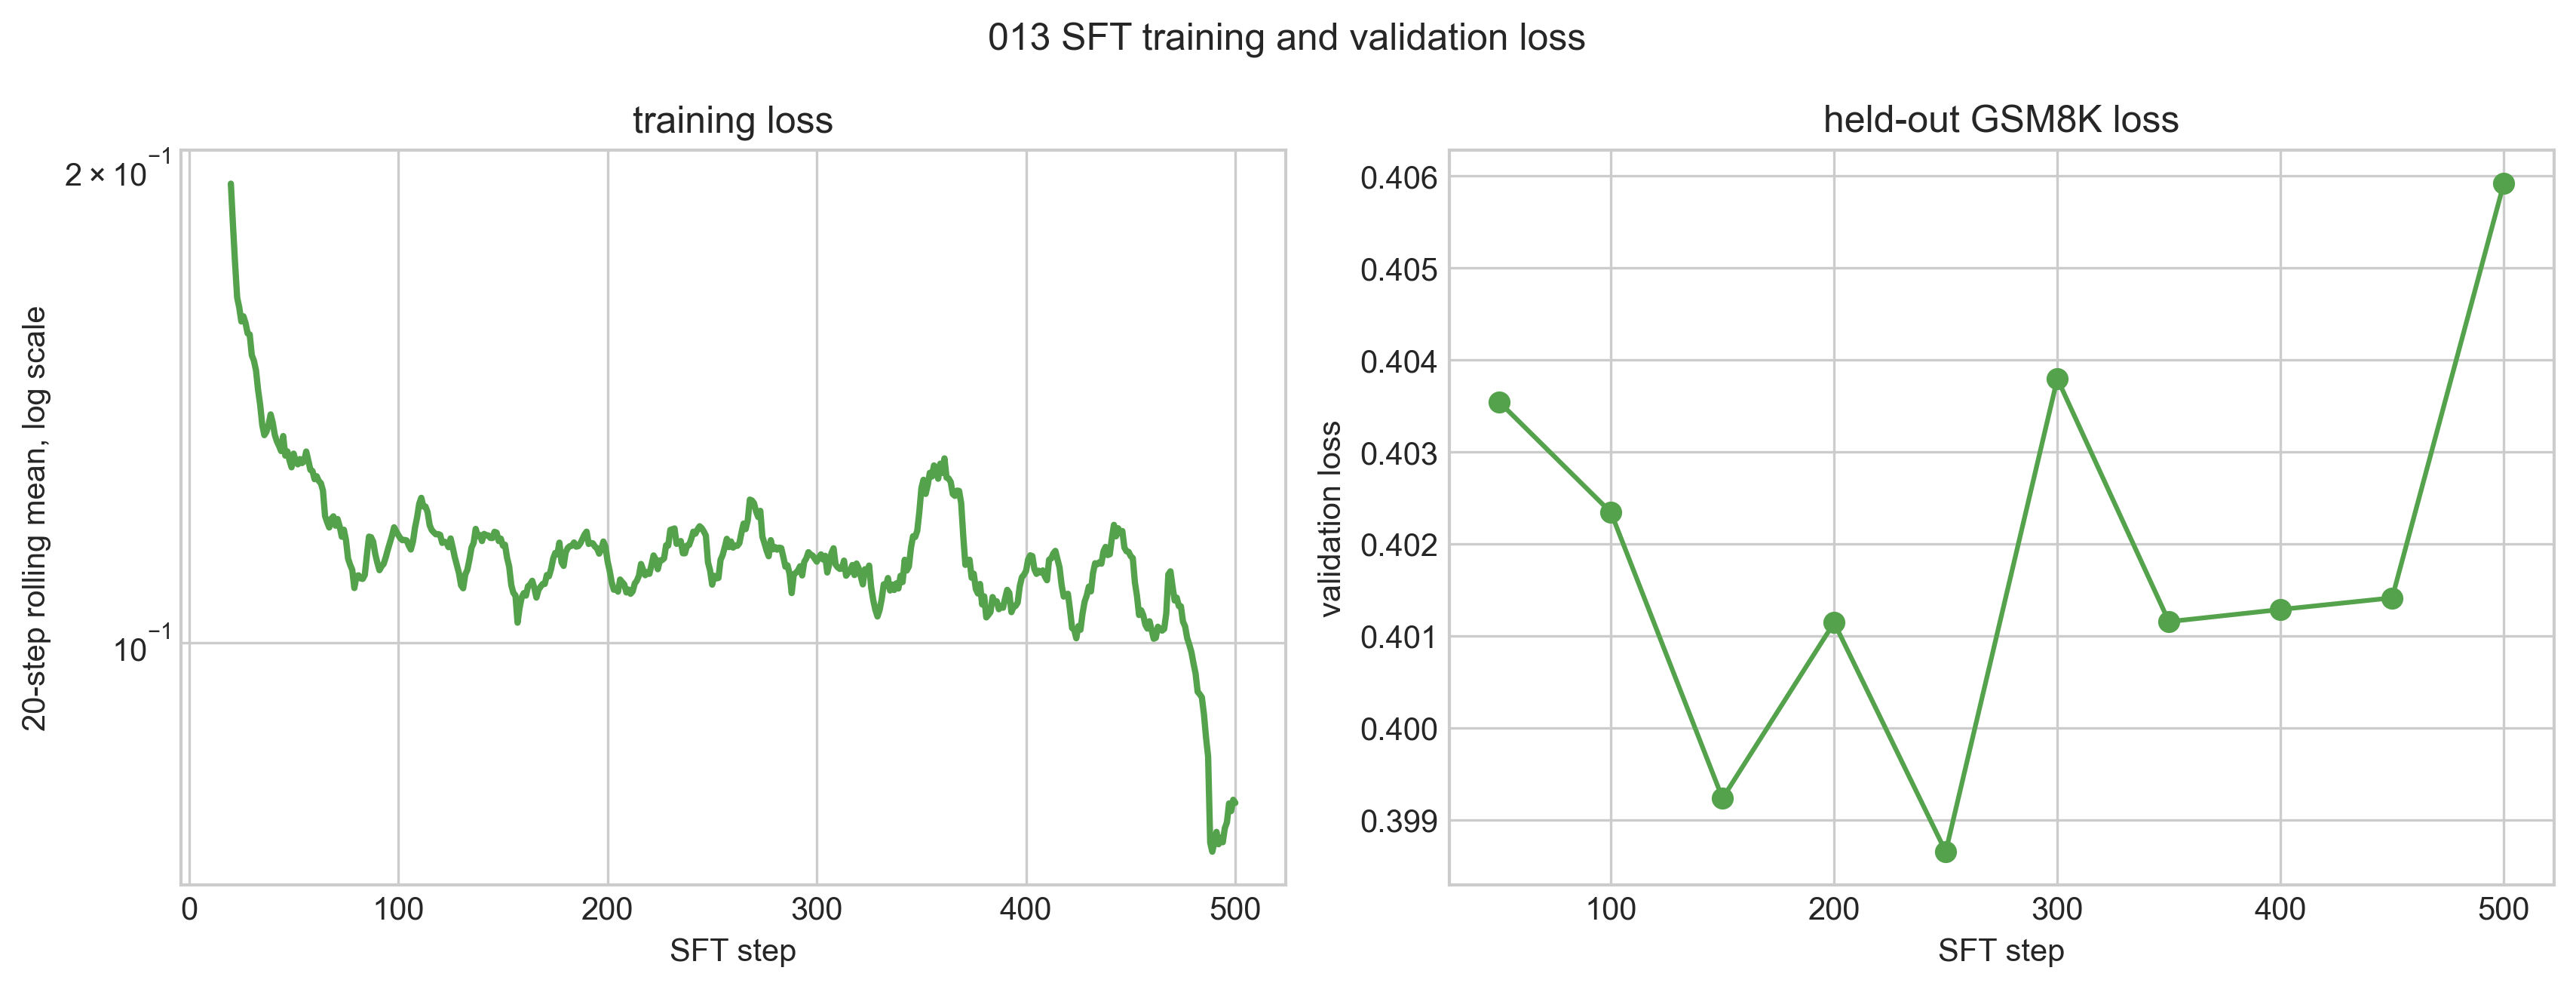 013 SFT training and validation loss
training loss
2 × 10⁻¹
10⁻¹
20-step rolling mean, log scale
0 100 200 300 400 500
SFT step
held-out GSM8K loss
0.406
0.405
0.404
0.403
0.402
0.401
0.400
0.399
validation loss
100 200 300 400 500
SFT step